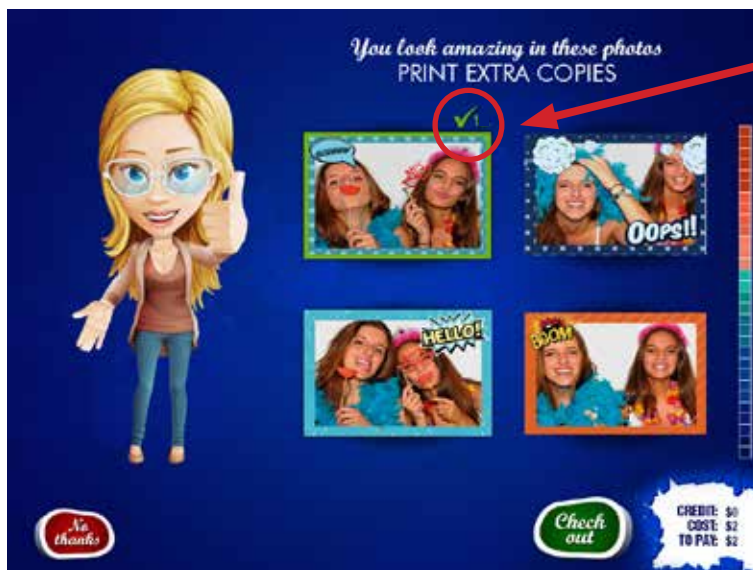 You look amazing in these photos
PRINT EXTRA COPIES
1
OOPS!!
HELLO!
BOOM
No
thanks
Check
out
CREDIT: $0
COST: $2
TO PAY: $2